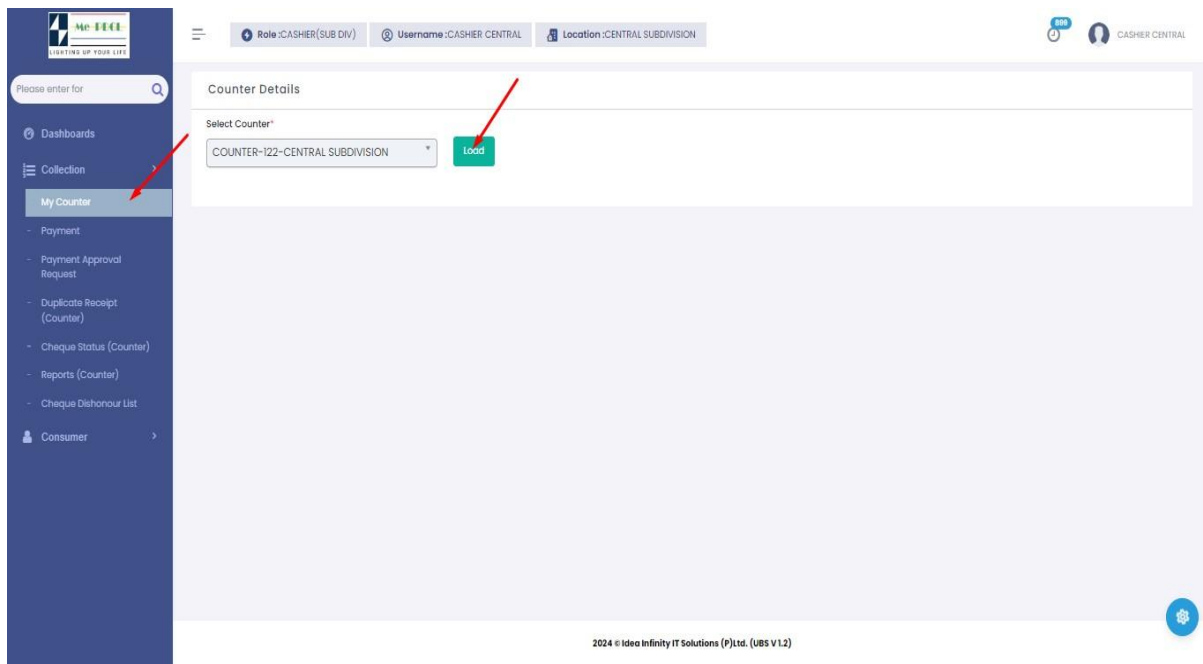 Me PDCL
LIGHTING UP YOUR LIFE
Role :CASHIER(SUB DIV)
Username :CASHIER CENTRAL
Location :CENTRAL SUBDIVISION
CASHIER CENTRAL
Please enter for
Dashboards
Collection
My Counter
Payment
Payment Approval
Request
Duplicate Receipt
(Counter)
Cheque Status (Counter)
Reports (Counter)
Cheque Dishonour List
Consumer
Counter Details
Select Counter*
COUNTER-122-CENTRAL SUBDIVISION
Load
2024 © Idea Infinity IT Solutions (P)Ltd. (UBS V 1.2)